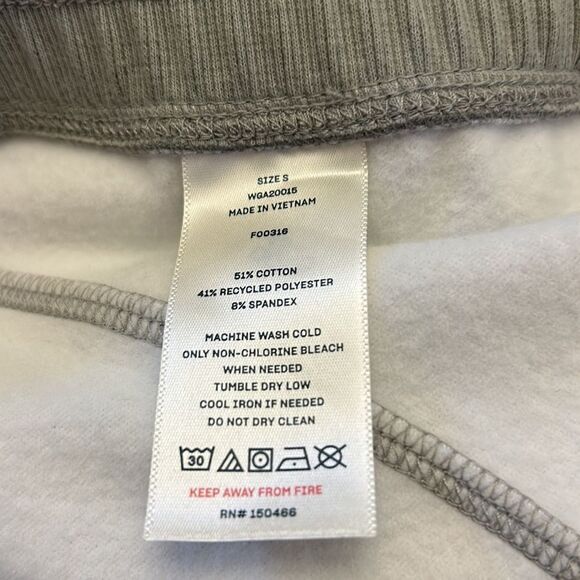 SIZE S
WGA20015
MADE IN VIETNAM
F00316
51% COTTON
41% RECYCLED POLYESTER
8% SPANDEX
MACHINE WASH COLD
ONLY NON-CHLORINE BLEACH
WHEN NEEDED
TUMBLE DRY LOW
COOL IRON IF NEEDED
DO NOT DRY CLEAN
30
KEEP AWAY FROM FIRE
RN# 150466